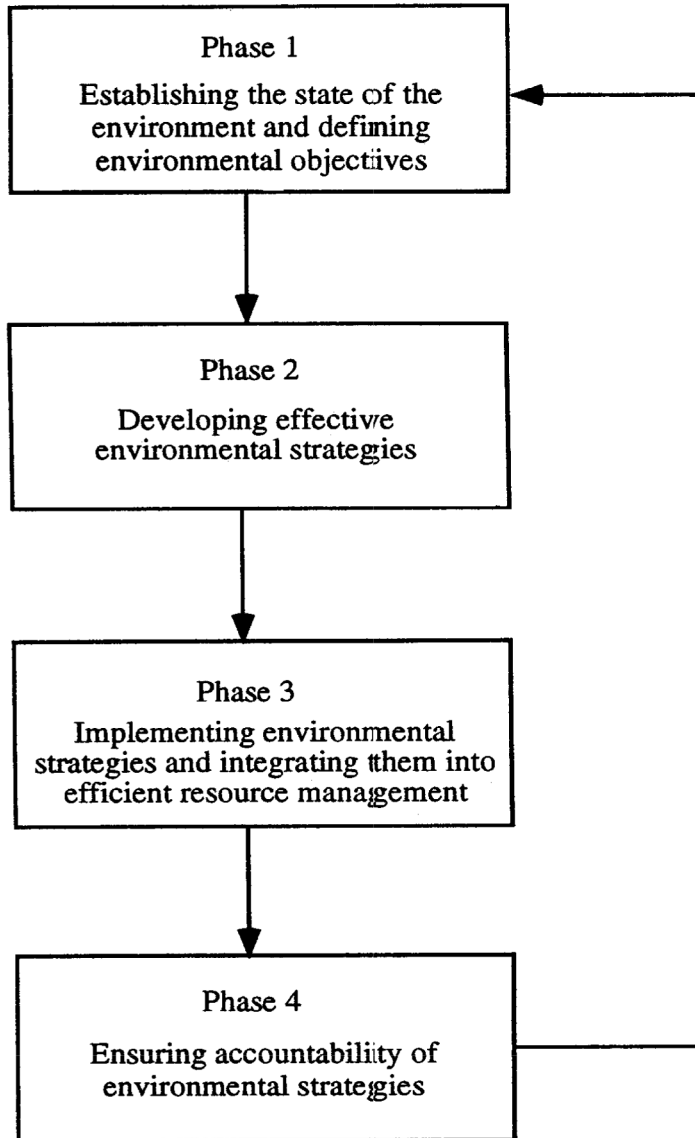 Phase 1
Establishing the state of the
environment and defining
environmental objectives
Phase 2
Developing effective
environmental strategies
Phase 3
Implementing environmental
strategies and integrating them into
efficient resource management
Phase 4
Ensuring accountability of
environmental strategies